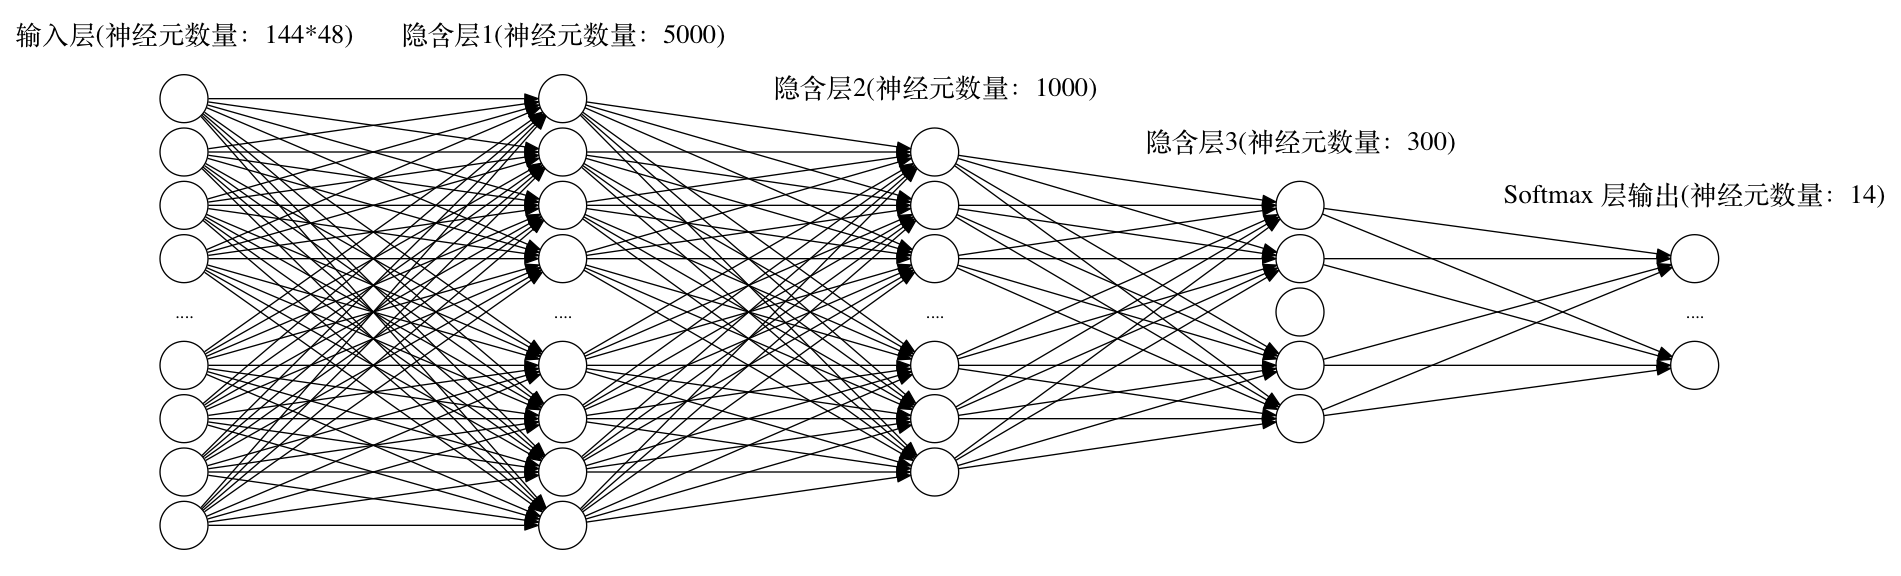 输入层(神经元数量：144*48)
隐含层1(神经元数量：5000)
隐含层2(神经元数量：1000)
隐含层3(神经元数量：300)
Softmax 层输出(神经元数量：14)
....
....
....
....